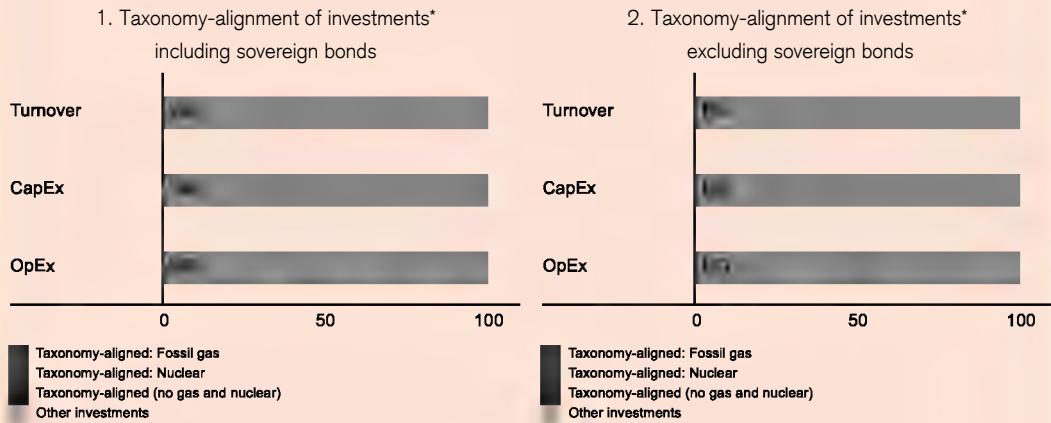 1. Taxonomy-alignment of investments*
including sovereign bonds
Turnover
CapEx
OpEx
0 50 100
Taxonomy-aligned: Fossil gas
Taxonomy-aligned: Nuclear
Taxonomy-aligned (no gas and nuclear)
Other investments
2. Taxonomy-alignment of investments*
excluding sovereign bonds
Turnover
CapEx
OpEx
0 50 100
Taxonomy-aligned: Fossil gas
Taxonomy-aligned: Nuclear
Taxonomy-aligned (no gas and nuclear)
Other investments